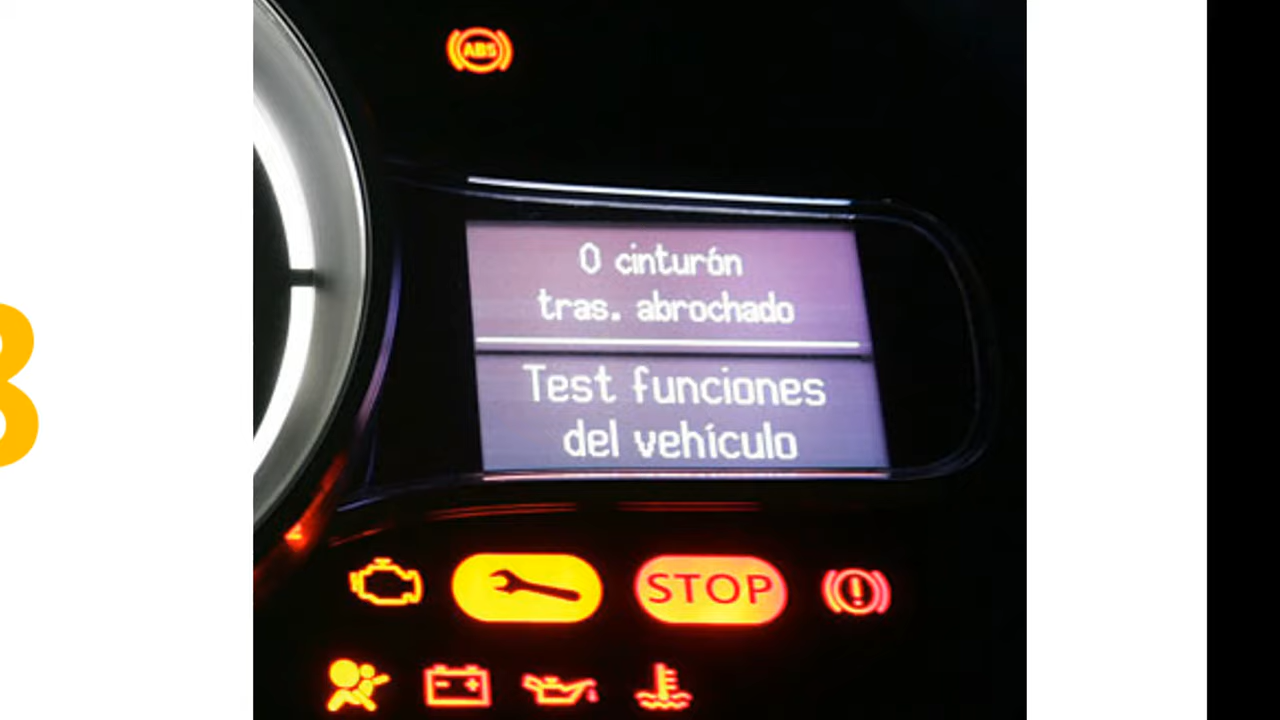 ABS
0 cinturón
tras. abrochado
Test funciones
del vehículo
STOP